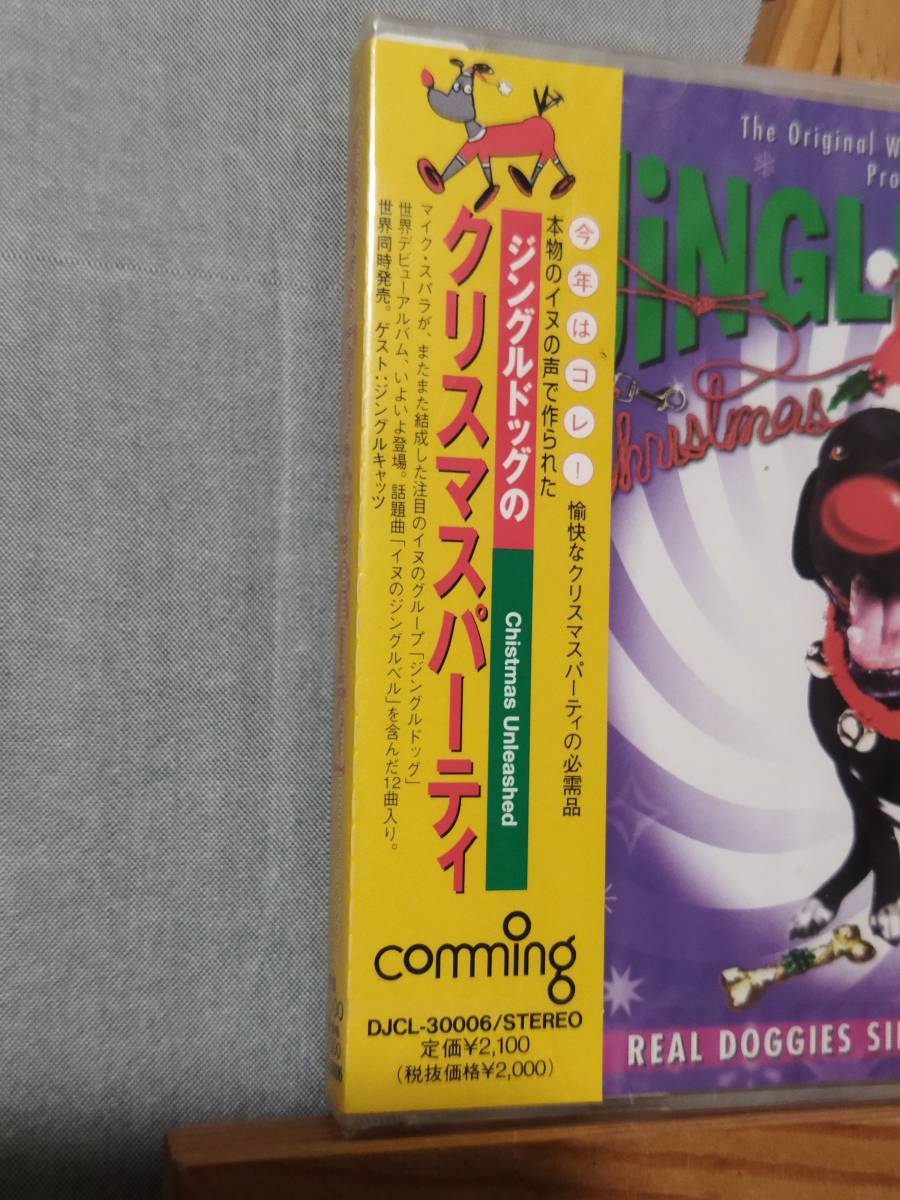 今年はコレ!
本物のイヌの声で作られた
愉快なクリスマスパーティの必需品
ジングルドッグの
Chistmas Unleashed
クリスマスパーティ
マイク・スパラが、またまた結成した注目のイヌのグループ「ジングルドッグ」
世界デビューアルバム、いよいよ登場。話題曲「イヌのジングルベル」を含んだ12曲入り。
世界同時発売。ゲスト:ジングルキャッツ
comming
DJCL-30006/STEREO
定価¥2,100
(税抜価格¥2,000)
The Original
JiNGL
Christmas
REAL DOGGIES